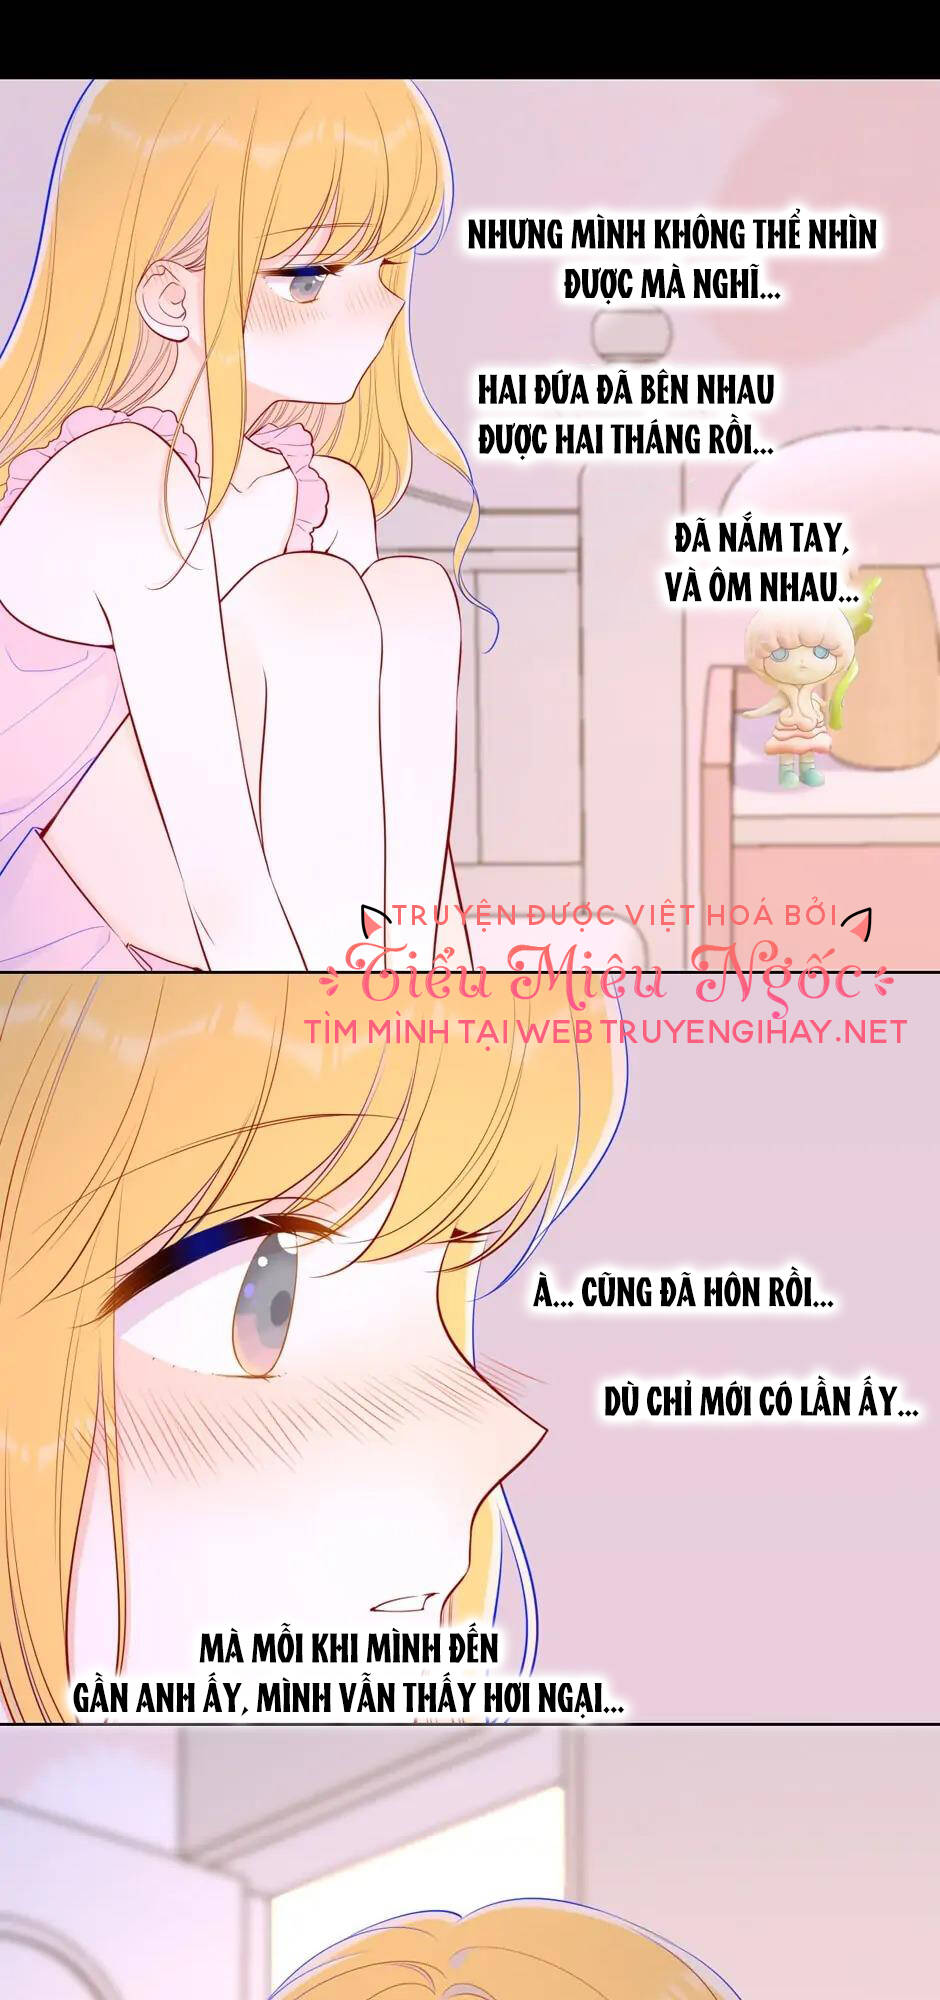 NHƯNG MÌNH KHÔNG THỂ NHÌN
ĐƯỢC MÀ NGHĨ...
HAI ĐỨA ĐÃ BÊN NHAU
ĐƯỢC HAI THÁNG RỒI...
ĐÃ NẮM TAY,
VÀ ÔM NHAU...
TRUYỆN ĐƯỢC VIỆT HOÁ BỞI
Tiểu Miêu Ngốc
TÌM MÌNH TẠI WEB TRUYENGIHAY.NET
À... CŨNG ĐÃ HÔN RỒI...
DÙ CHỈ MỚI CÓ LẦN ẤY...
MÀ MỖI KHI MÌNH ĐẾN
GẦN ANH ẤY, MÌNH VẪN THẤY HƠI NGẠI...